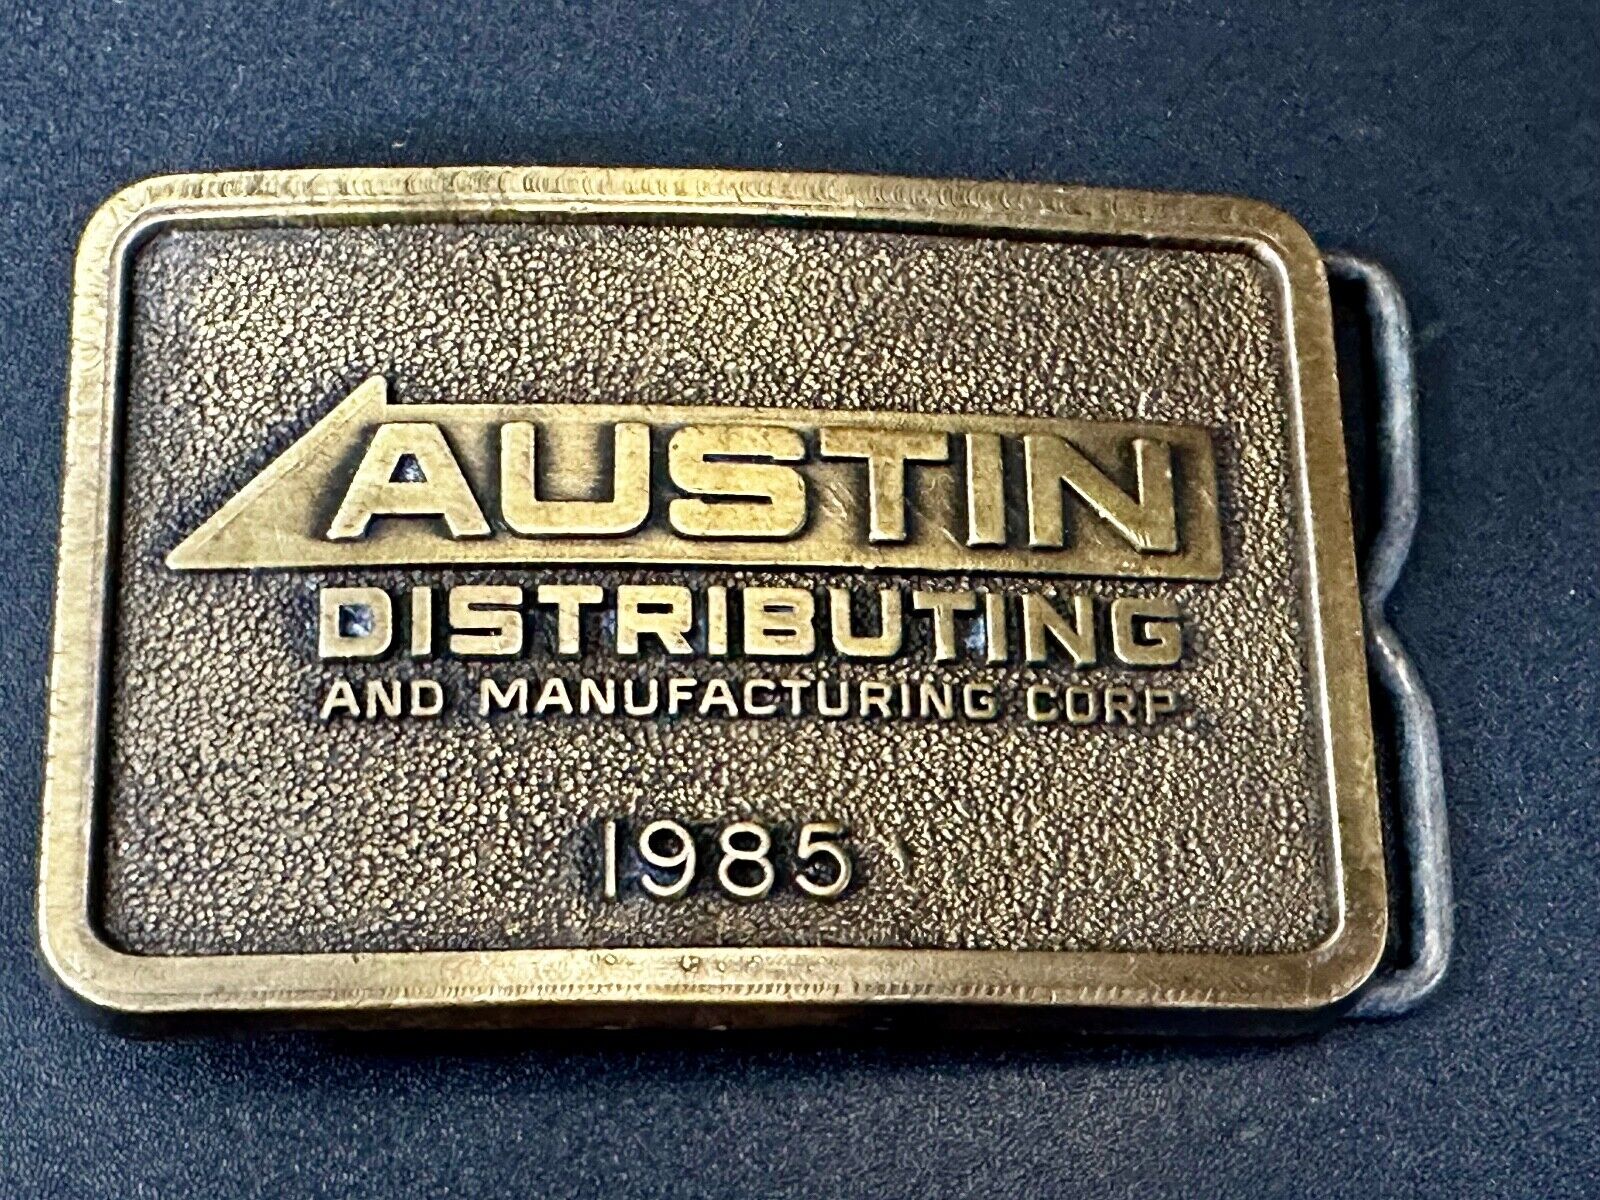 AUSTIN
DISTRIBUTING
AND MANUFACTURING CORP.
1985